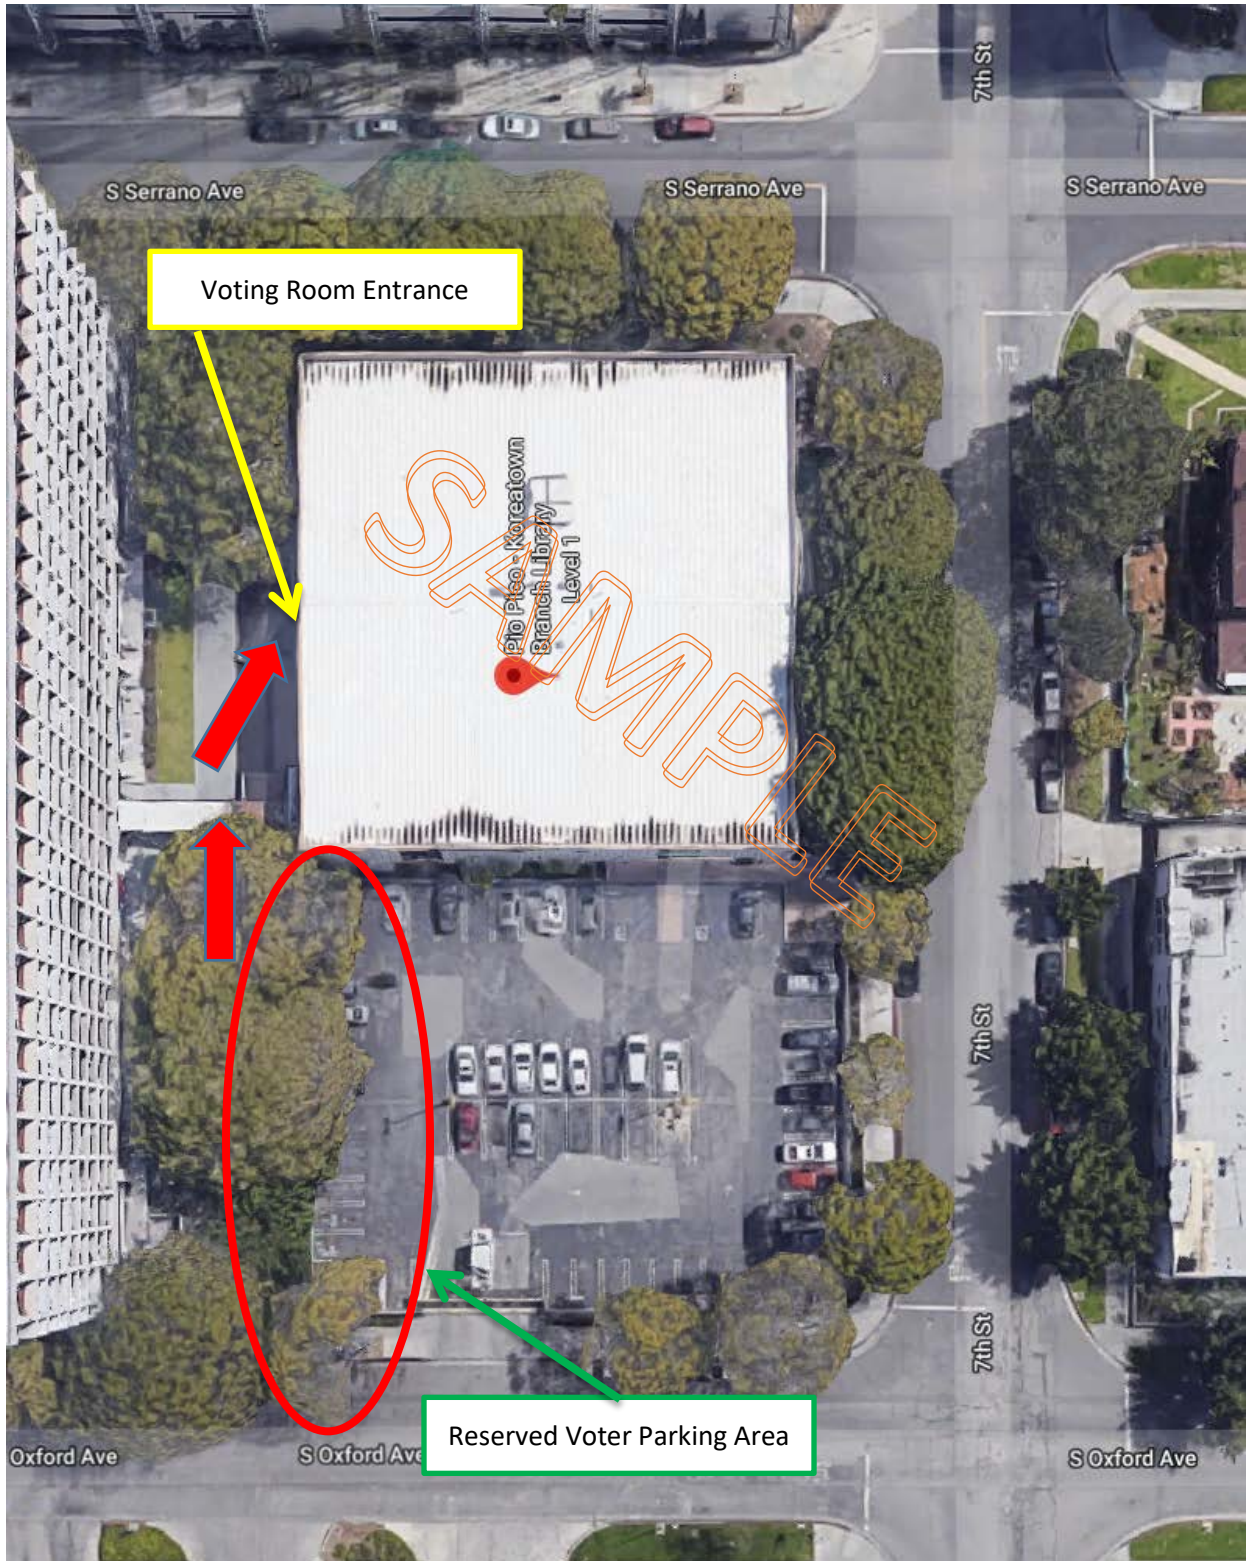 7th St
S Serrano Ave
S Serrano Ave
S Serrano Ave
Voting Room Entrance
Pio Pico - Koreatown
Branch Library
Level 1
SAMPLE
7th St
7th St
Reserved Voter Parking Area
Oxford Ave
S Oxford Ave
S Oxford Ave